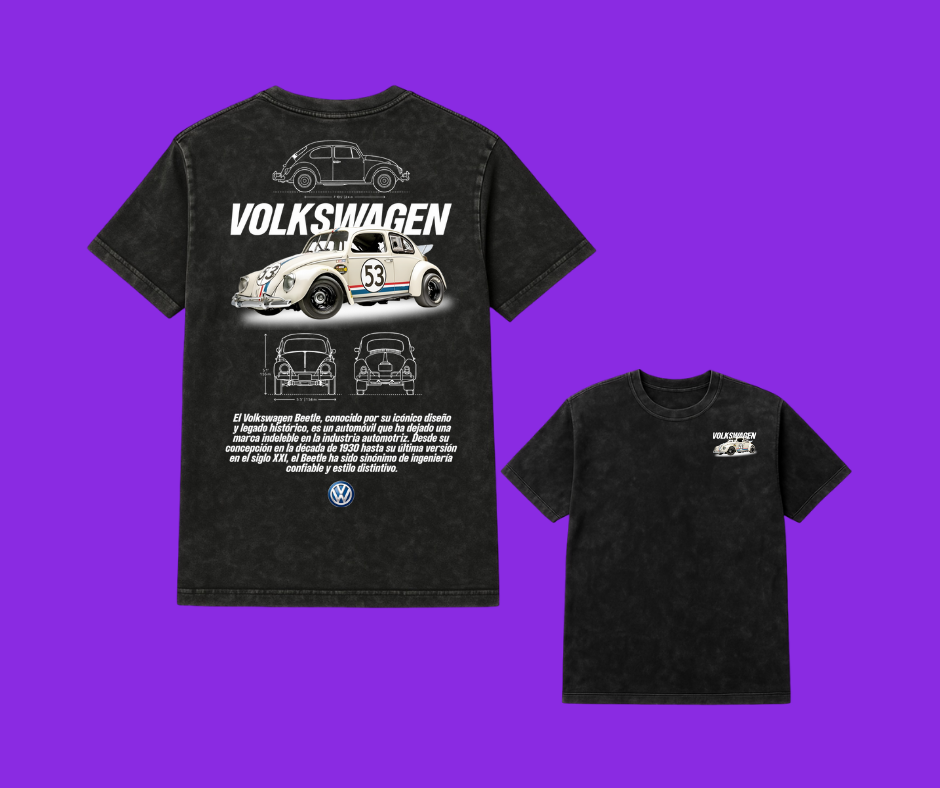 VOLKSWAGEN
53
53
El Volkswagen Beetle, conocido por su icónico diseño
y legado histórico, es un automóvil que ha dejado una
marca indeleble en la industria automotriz. Desde su
concepción en la década de 1930 hasta su última versión
en el siglo XXI, el Beetle ha sido sinónimo de ingeniería
confiable y estilo distintivo.
VOLKSWAGEN